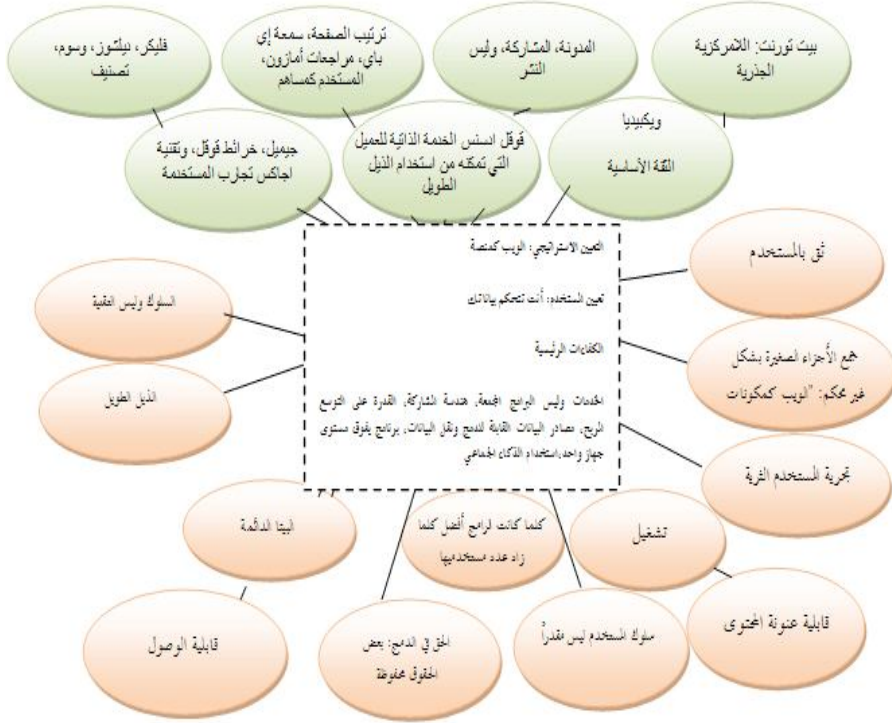 فليكر، ديلشوز، وسوم،
تصنيف
ترتيب الصفحة، سمعة إي
باي، مراجعات أمازون،
المستخدم كمساهم
المدونة، المشاركة، وليس
النشر
بيت تورنت: اللامركزية
الجذرية
جيميل، خرائط قوقل، وتقنية
اجاكس تجارب المستخدمة
قوقل ادسنس الخدمة الذاتية للعميل
التي تمكنه من استخدام الذيل
الطويل
ويكيبيديا
الثقة الأساسية
التعيين الاستراتيجي: الويب كمنصة
تعيين المستخدم: أنت تتحكم ببياناتك
الكفاءات الرئيسية
الخدمات وليس البرامج المجمعة، هندسة المشاركة، القدرة على التوسع
المربح، مصادر البيانات القابلة للدمج ونقل البيانات، برنامج يفوق مستوى
جهاز واحد،استخدام الذكاء الجماعي
ثق بالمستخدم
جمع الأجزاء الصغيرة بشكل
غير محكم: "الويب كمكونات
تجربة المستخدم الثرية
السلوك وليس التقنية
الذيل الطويل
البيتا الدائمة
كلما كانت لبرامج أفضل كلما
زاد عدد مستخدميها
تشغيل
قابلية الوصول
الحق في الدمج: بعض
الحقوق محفوظة
سلوك المستخدم ليس مقدراً
قابلية عنونة المحتوى